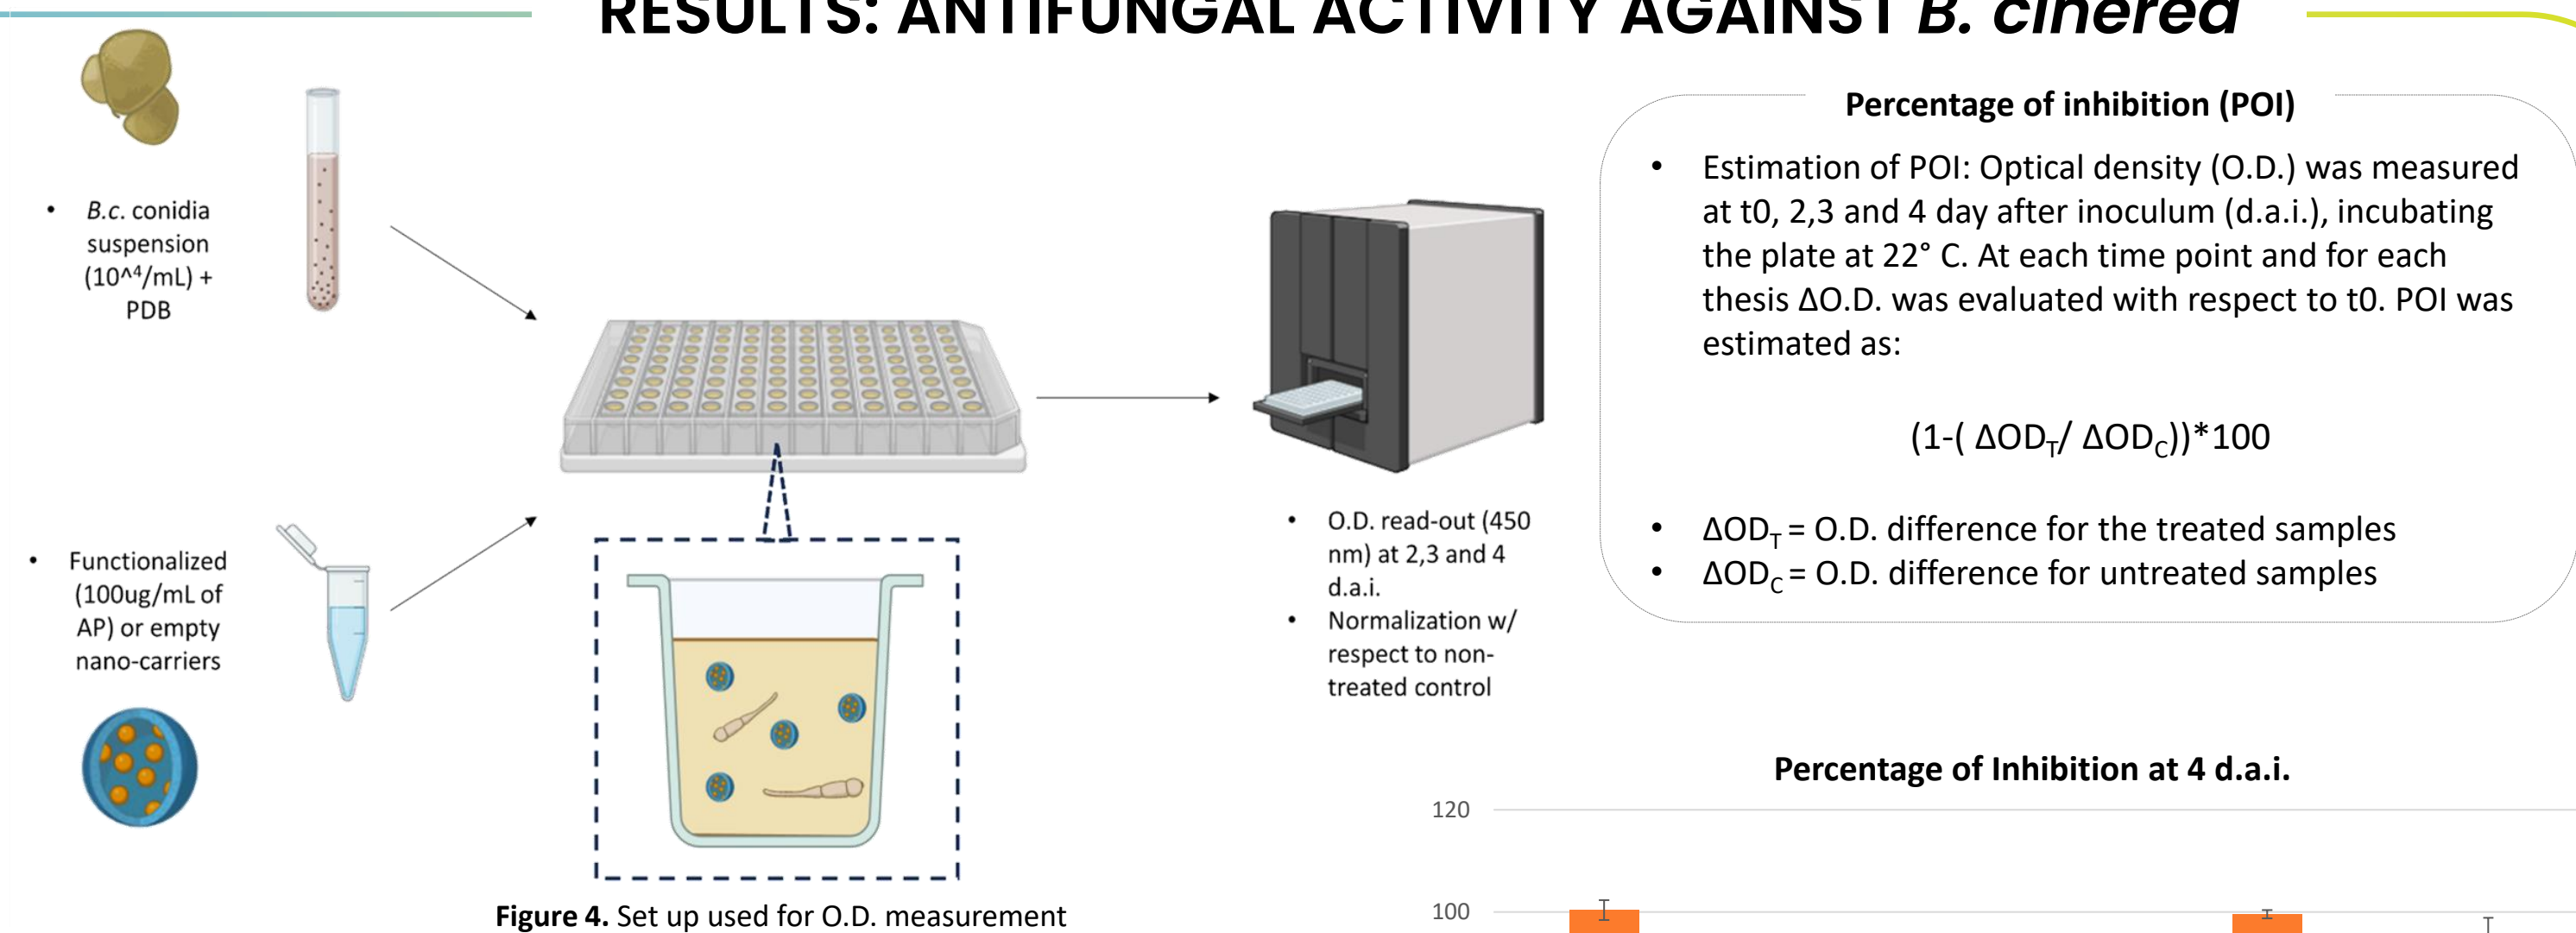 RESULTS: ANTIFUNGAL ACTIVITY AGAINST B. cinerea
• B.c. conidia
suspension
(10^⁴/mL) +
PDB
• Functionalized
(100ug/mL of
AP) or empty
nano-carriers
Figure 4. Set up used for O.D. measurement
• O.D. read-out (450
nm) at 2,3 and 4
d.a.i.
• Normalization w/
respect to non-
treated control
Percentage of inhibition (POI)
• Estimation of POI: Optical density (O.D.) was measured
at t0, 2,3 and 4 day after inoculum (d.a.i.), incubating
the plate at 22° C. At each time point and for each
thesis ΔO.D. was evaluated with respect to t0. POI was
estimated as:
(1-( ΔOD_T/ ΔOD_C))*100
• ΔOD_T = O.D. difference for the treated samples
• ΔOD_C = O.D. difference for untreated samples
Percentage of Inhibition at 4 d.a.i.
120
100